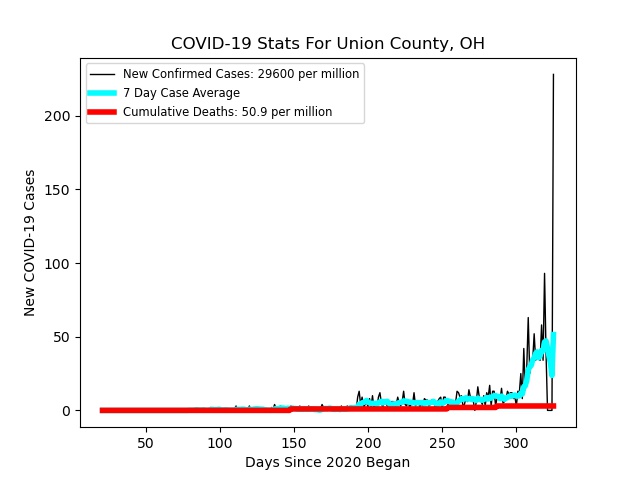 COVID-19 Stats For Union County, OH
New Confirmed Cases: 29600 per million
7 Day Case Average
Cumulative Deaths: 50.9 per million
New COVID-19 Cases
200
150
100
50
0
50 100 150 200 250 300
Days Since 2020 Began